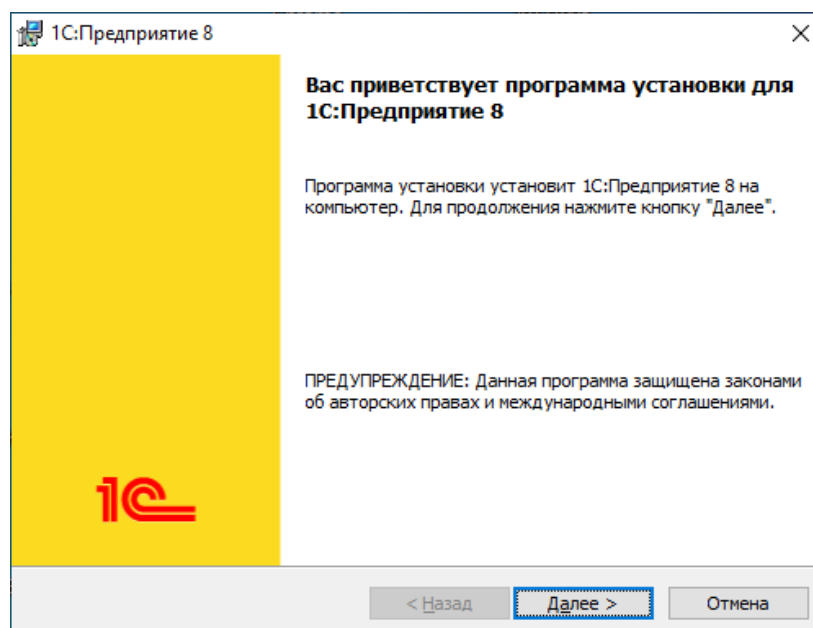 1С:Предприятие 8
Вас приветствует программа установки для
1С:Предприятие 8
Программа установки установит 1С:Предприятие 8 на
компьютер. Для продолжения нажмите кнопку "Далее".
ПРЕДУПРЕЖДЕНИЕ: Данная программа защищена законами
об авторских правах и международными соглашениями.
1С
< Назад Далее > Отмена